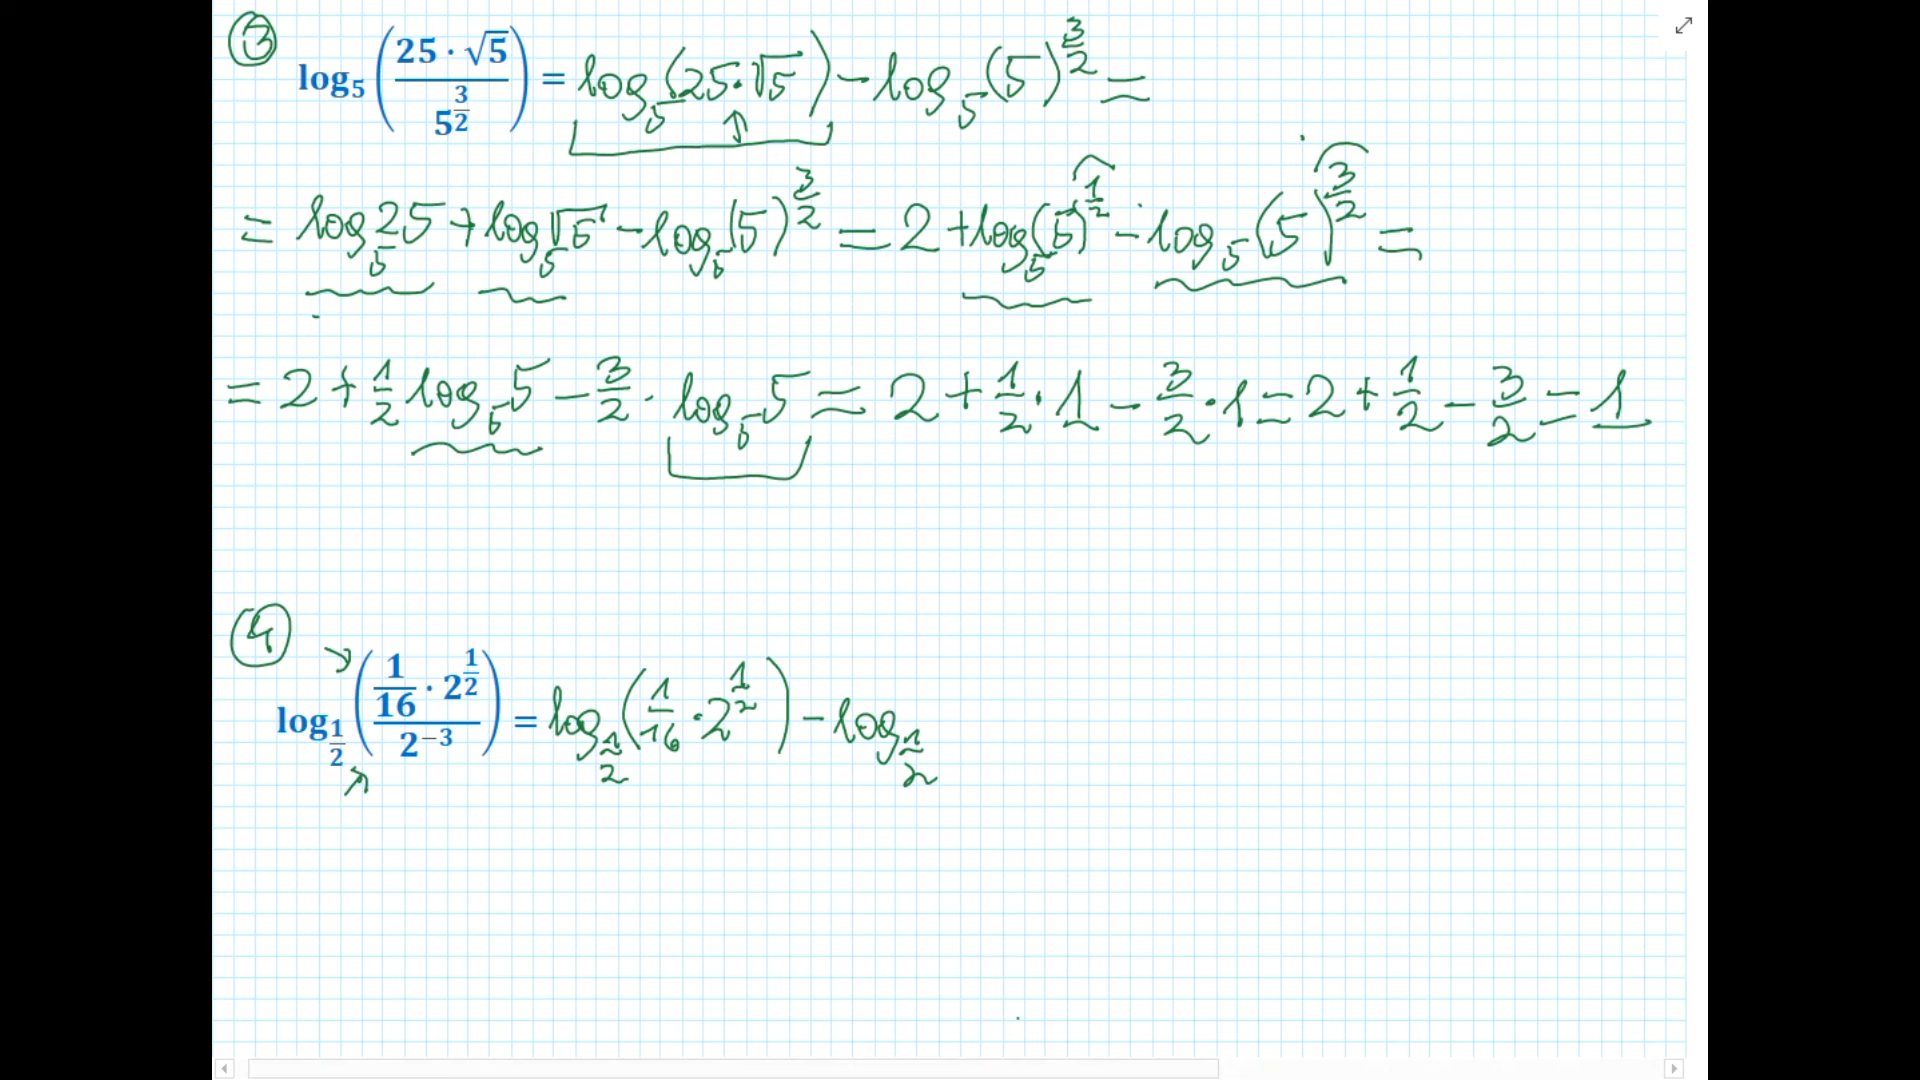 ③
log₅((25 · √5)/(5^(3/2))) = log₅(25·√5) − log₅(5)^(3/2) =
= log₅25 + log₅√5 − log₅(5)^(3/2) = 2 + log₅(5)^(1/2) − log₅(5)^(3/2) =
= 2 + 1/2 log₅5 − 3/2 · log₅5 = 2 + 1/2 · 1 − 3/2 · 1 = 2 + 1/2 − 3/2 = 1
④
log_(1/2)((1/16 · 2^(1/2))/(2^(−3))) = log_(1/2)(1/16 · 2^(1/2)) − log_(1/2)